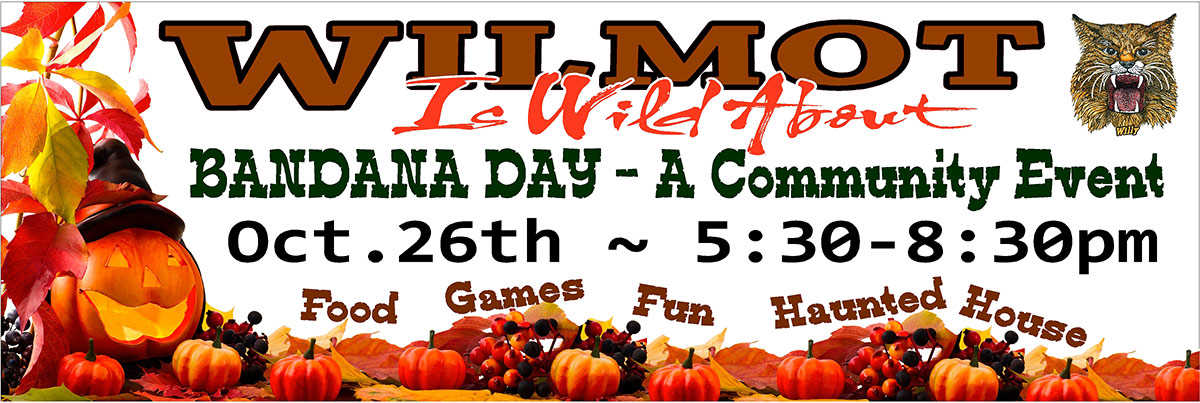 WILMOT
Is Wild About
Willy
BANDANA DAY - A Community Event
Oct.26th ~ 5:30-8:30pm
Food Games Fun Haunted House